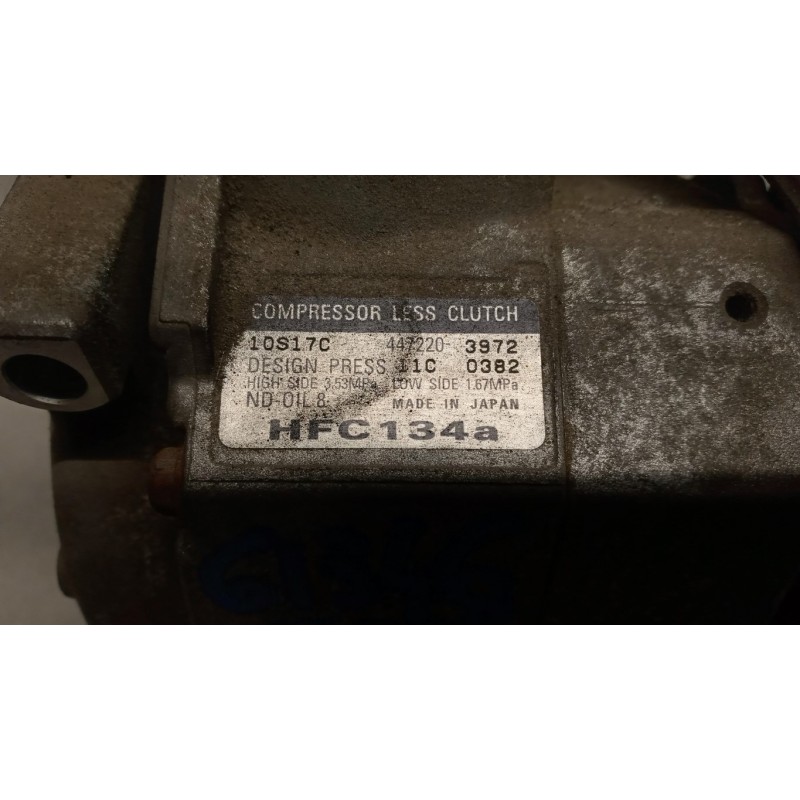 COMPRESSOR LESS CLUTCH
10S17C 447220 3972
DESIGN PRESS 11C 0382
HIGH SIDE 3.53MPa LOW SIDE 1.67MPa
ND-OIL 8 MADE IN JAPAN
HFC134a